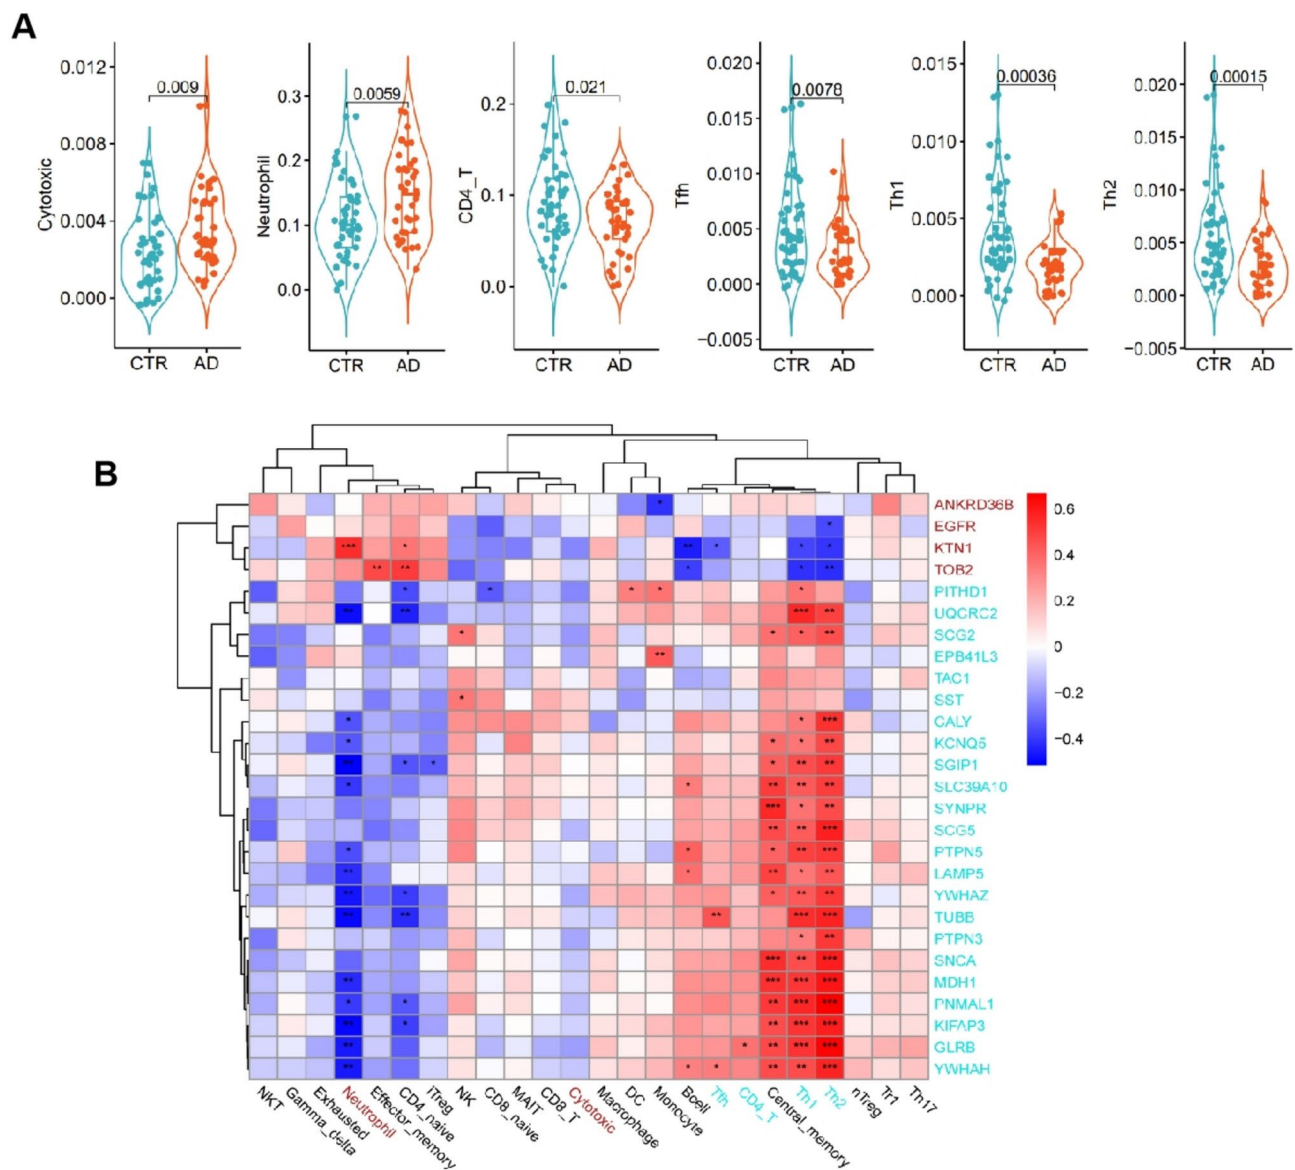 A
Cytotoxic
0.012
0.008
0.004
0.000
0.009
CTR AD
Neutrophil
0.3
0.2
0.1
0.0
0.0059
CTR AD
CD4_T
0.2
0.1
0.0
0.021
CTR AD
Tfh
0.020
0.015
0.010
0.005
0.000
−0.005
0.0078
CTR AD
Th1
0.015
0.010
0.005
0.000
0.00036
CTR AD
Th2
0.020
0.015
0.010
0.005
0.000
−0.005
0.00015
CTR AD
B
ANKRD36B
EGFR
KTN1
TOB2
PITHD1
UQCRC2
SCG2
EPB41L3
TAC1
SST
CALY
KCNQ5
SGIP1
SLC39A10
SYNPR
SCG5
PTPN5
LAMP5
YWHAZ
TUBB
PTPN3
SNCA
MDH1
PNMAL1
KIFAP3
GLRB
YWHAH
0.6
0.4
0.2
0
−0.2
−0.4
NKT
Gamma_delta
Exhausted
Neutrophil
Effector_memory
CD4_naive
iTreg
NK
CD8_naive
MAIT
CD8_T
Cytotoxic
Macrophage
DC
Monocyte
Bcell
Tfh
CD4_T
Central_memory
Th1
Th2
nTreg
Tr1
Th17